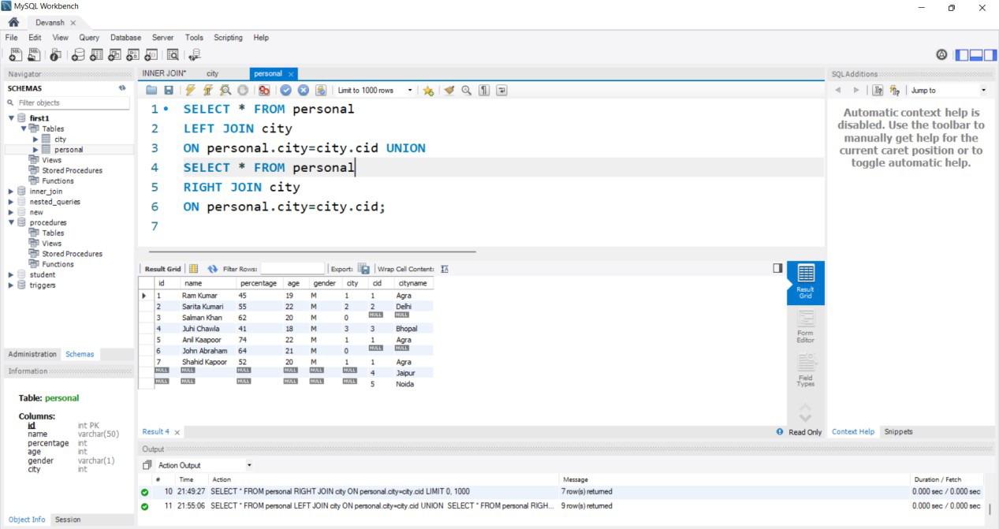 MySQL Workbench
Devansh
File Edit View Query Database Server Tools Scripting Help
Navigator
SCHEMAS
Filter objects
first1
Tables
city
personal
Views
Stored Procedures
Functions
inner_join
nested_queries
new
procedures
Tables
Views
Stored Procedures
Functions
student
triggers
Administration Schemas
Information
Table: personal
Columns:
id int PK
name varchar(50)
percentage int
age int
gender varchar(1)
city int
Object Info Session
INNER JOIN* city personal
Limit to 1000 rows
1 SELECT * FROM personal
2 LEFT JOIN city
3 ON personal.city=city.cid UNION
4 SELECT * FROM personal
5 RIGHT JOIN city
6 ON personal.city=city.cid;
7
Result Grid Filter Rows: Export: Wrap Cell Content:
id name percentage age gender city cid cityname
1 Ram Kumar 45 19 M 1 1 Agra
2 Sarita Kumari 55 22 M 2 2 Delhi
3 Salman Khan 62 20 M 0 NULL NULL
4 Juhi Chawla 41 18 M 3 3 Bhopal
5 Anil Kaapoor 74 22 M 1 1 Agra
6 John Abraham 64 21 M 0 NULL NULL
7 Shahid Kapoor 52 20 M 1 1 Agra
NULL NULL NULL NULL NULL NULL 4 Jaipur
NULL NULL NULL NULL NULL NULL 5 Noida
Result
Grid
Form
Editor
Field
Types
Result 4
Read Only
SQLAdditions
Jump to
Automatic context help is
disabled. Use the toolbar to
manually get help for the
current caret position or to
toggle automatic help.
Context Help Snippets
Output
Action Output
# Time Action Message Duration / Fetch
10 21:49:27 SELECT * FROM personal RIGHT JOIN city ON personal.city=city.cid LIMIT 0, 1000 7 row(s) returned 0.000 sec / 0.000 sec
11 21:55:06 SELECT * FROM personal LEFT JOIN city ON personal.city=city.cid UNION SELECT * FROM personal RIGH... 9 row(s) returned 0.000 sec / 0.000 sec